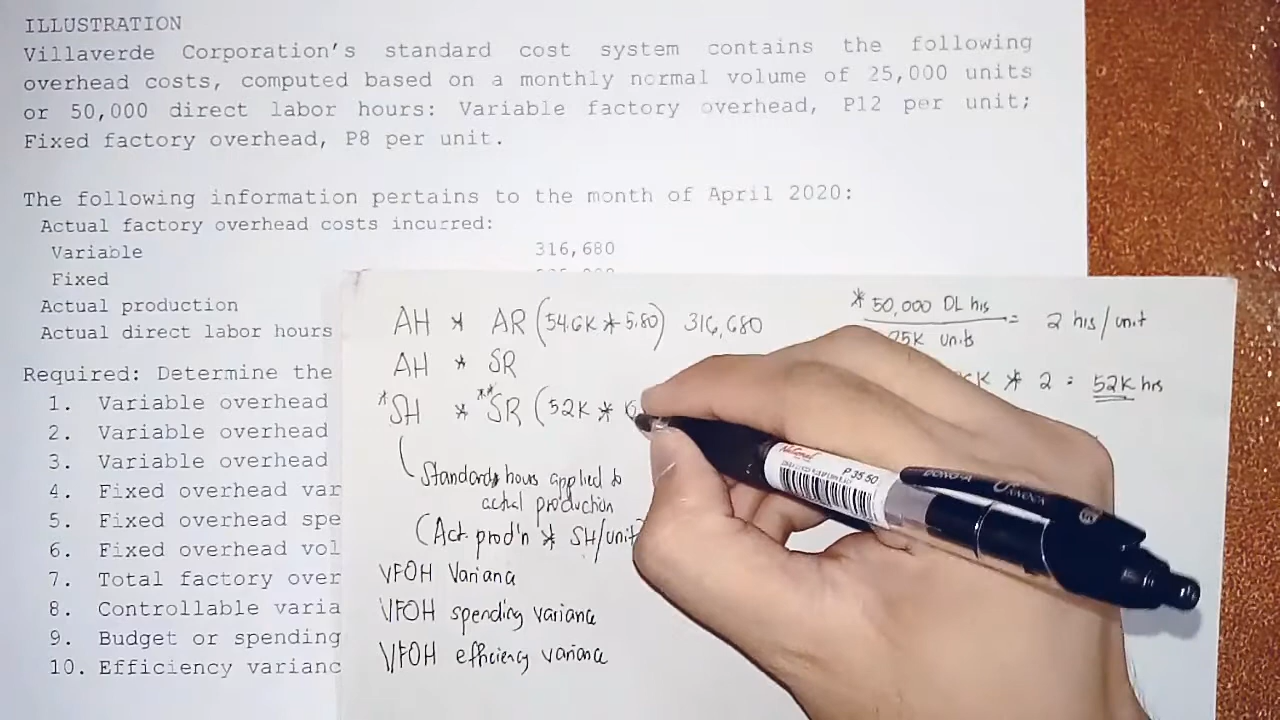 ILLUSTRATION
Villaverde Corporation's standard cost system contains the following
overhead costs, computed based on a monthly normal volume of 25,000 units
or 50,000 direct labor hours: Variable factory overhead, P12 per unit;
Fixed factory overhead, P8 per unit.
The following information pertains to the month of April 2020:
Actual factory overhead costs incurred:
Variable 316,680
Fixed
Actual production
Actual direct labor hours
Required: Determine the
1. Variable overhead
2. Variable overhead
3. Variable overhead
4. Fixed overhead var
5. Fixed overhead spe
6. Fixed overhead vol
7. Total factory over
8. Controllable varia
9. Budget or spending
10. Efficiency varianc
AH * AR (54.6K * 5.80) 316,680
AH * SR
*SH * **SR (52K * 6
Standard hours applied to
actual production
(Act. prod'n * SH/unit)
VFOH Variance
VFOH spending variance
VFOH efficiency variance
* 50,000 DL hrs
25K units = 2 hrs/unit
K * 2 = 52K hrs
National
P35.50
DONG-A